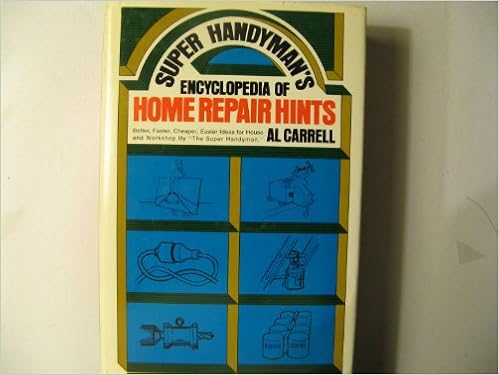 SUPER HANDYMAN'S
ENCYCLOPEDIA OF
HOME REPAIR HINTS
Better, Faster, Cheaper, Easier Ideas for House
and Workshop By "The Super Handyman," AL CARRELL